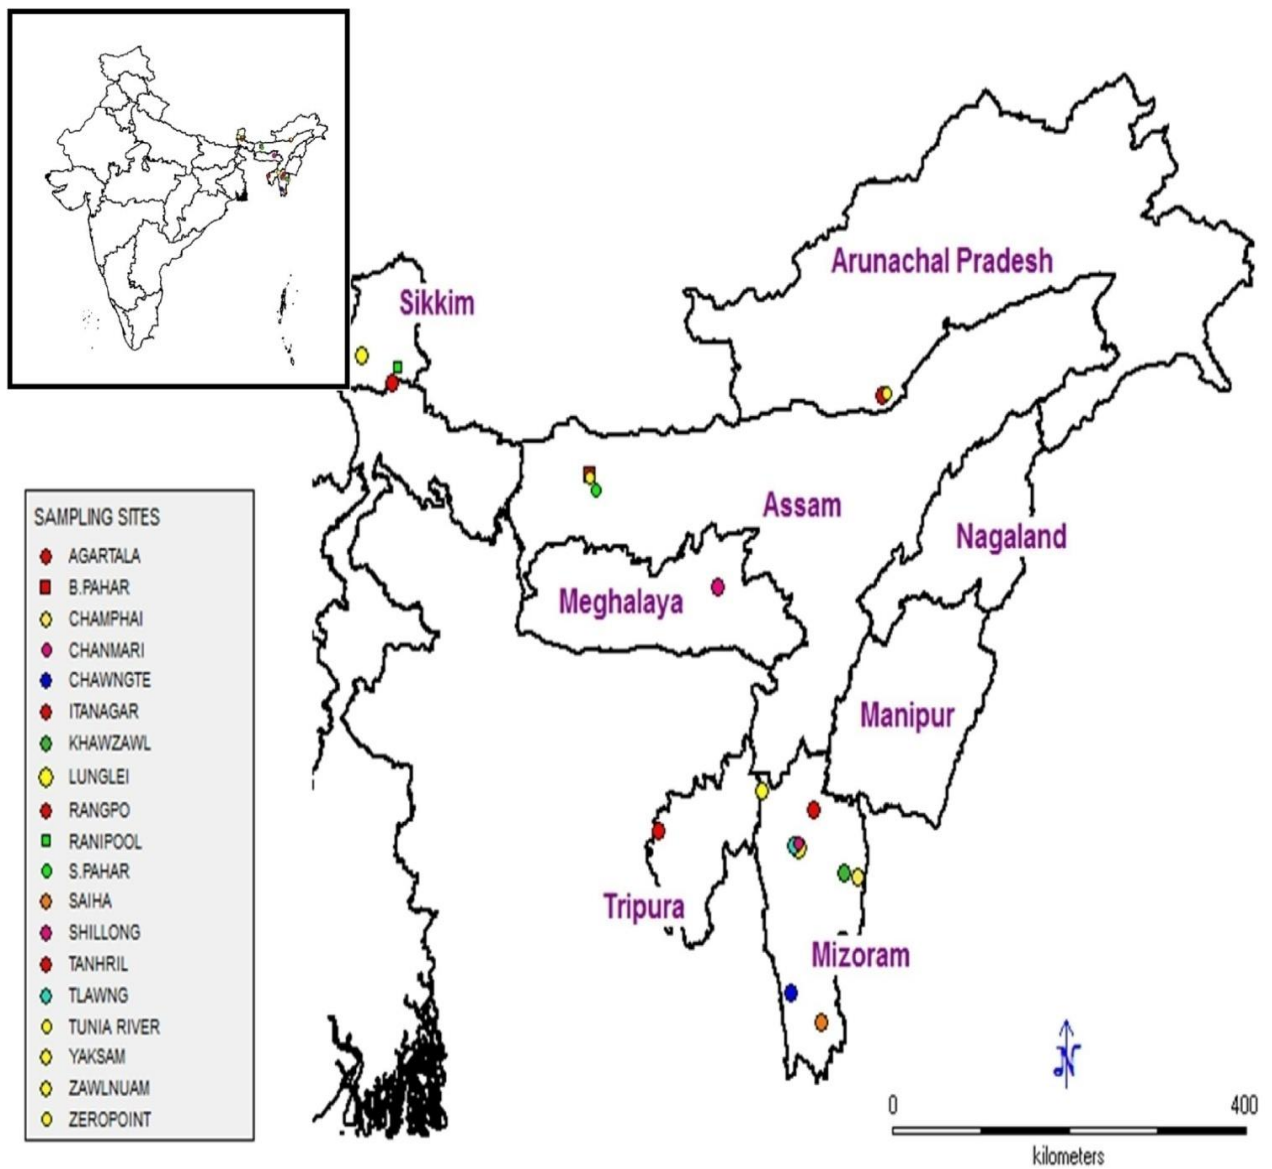 Arunachal Pradesh
Sikkim
Assam
Nagaland
Meghalaya
Manipur
Tripura
Mizoram
SAMPLING SITES
AGARTALA
B.PAHAR
CHAMPHAI
CHANMARI
CHAWNGTE
ITANAGAR
KHAWZAWL
LUNGLEI
RANGPO
RANIPOOL
S.PAHAR
SAIHA
SHILLONG
TANHRIL
TLAWNG
TUNIA RIVER
YAKSAM
ZAWLNUAM
ZEROPOINT
N
0 400
kilometers